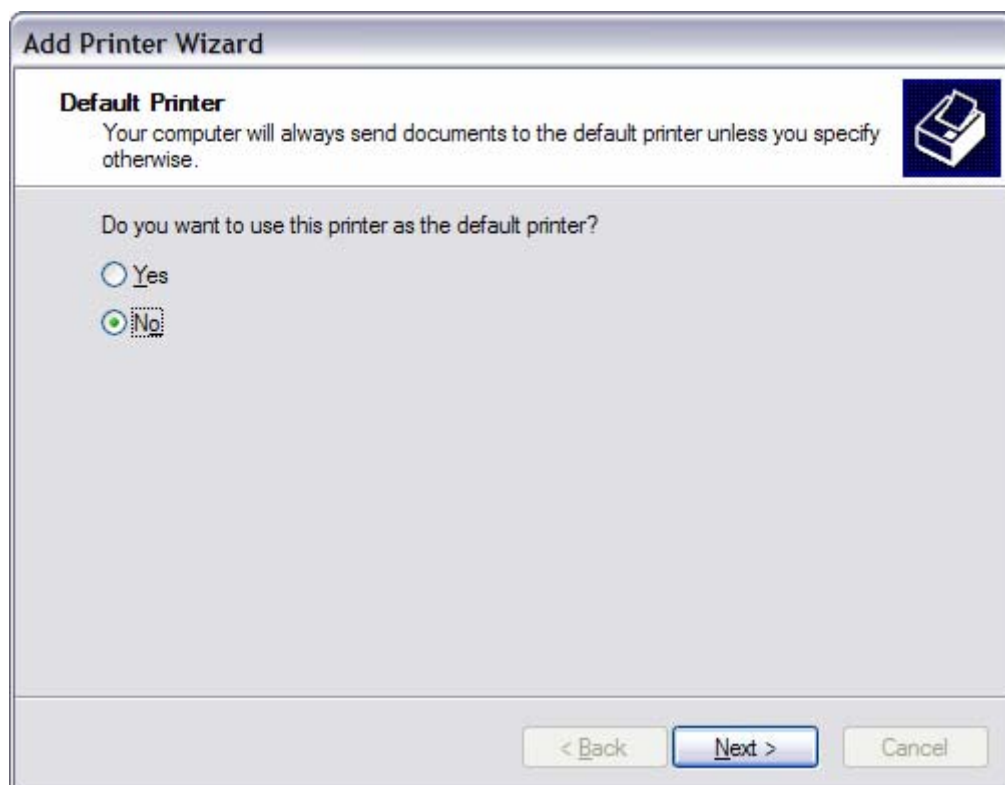 Add Printer Wizard
Default Printer
Your computer will always send documents to the default printer unless you specify
otherwise.
Do you want to use this printer as the default printer?
Yes
No
< Back Next > Cancel